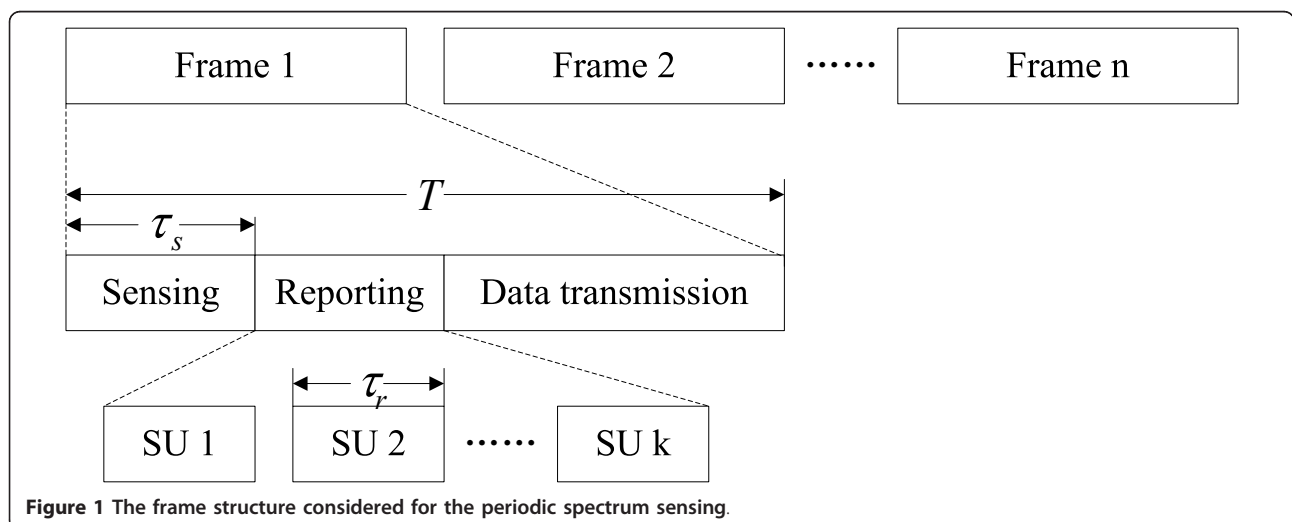 Frame 1 Frame 2 ······ Frame n
T
τs
Sensing Reporting Data transmission
τr
SU 1 SU 2 ······ SU k
Figure 1 The frame structure considered for the periodic spectrum sensing.